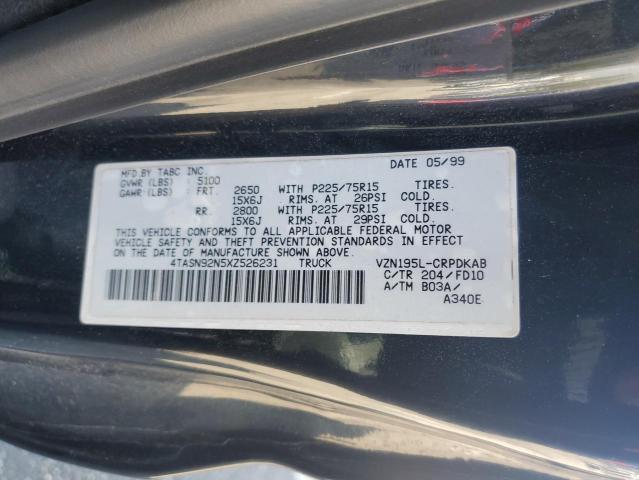 MFD.BY TABC INC. DATE 05/99
GVWR (LBS) : 5100
GAWR (LBS) : FRT. 2650 WITH P225/75R15 TIRES.
15X6J RIMS. AT 26PSI COLD.
RR. 2800 WITH P225/75R15 TIRES.
15X6J RIMS. AT 29PSI COLD.
THIS VEHICLE CONFORMS TO ALL APPLICABLE FEDERAL MOTOR
VEHICLE SAFETY AND THEFT PREVENTION STANDARDS IN EFFECT
ON THE DATE OF MANUFACTURE SHOWN ABOVE.
4TASN92N5XZ526231 TRUCK VZN195L-CRPDKAB
C/TR 204/FD10
A/TM B03A/
A340E